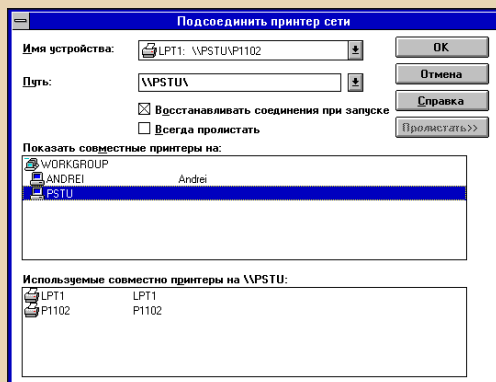 Подсоединить принтер сети
Имя устройства: LPT1: \\PSTU\P1102 OK
Путь: \\PSTU\ Отмена
Восстанавливать соединения при запуске Справка
Всегда пролистать Пролистать>>
Показать совместные принтеры на:
WORKGROUP
ANDREI Andrei
PSTU
Используемые совместно принтеры на \\PSTU:
LPT1 LPT1
P1102 P1102